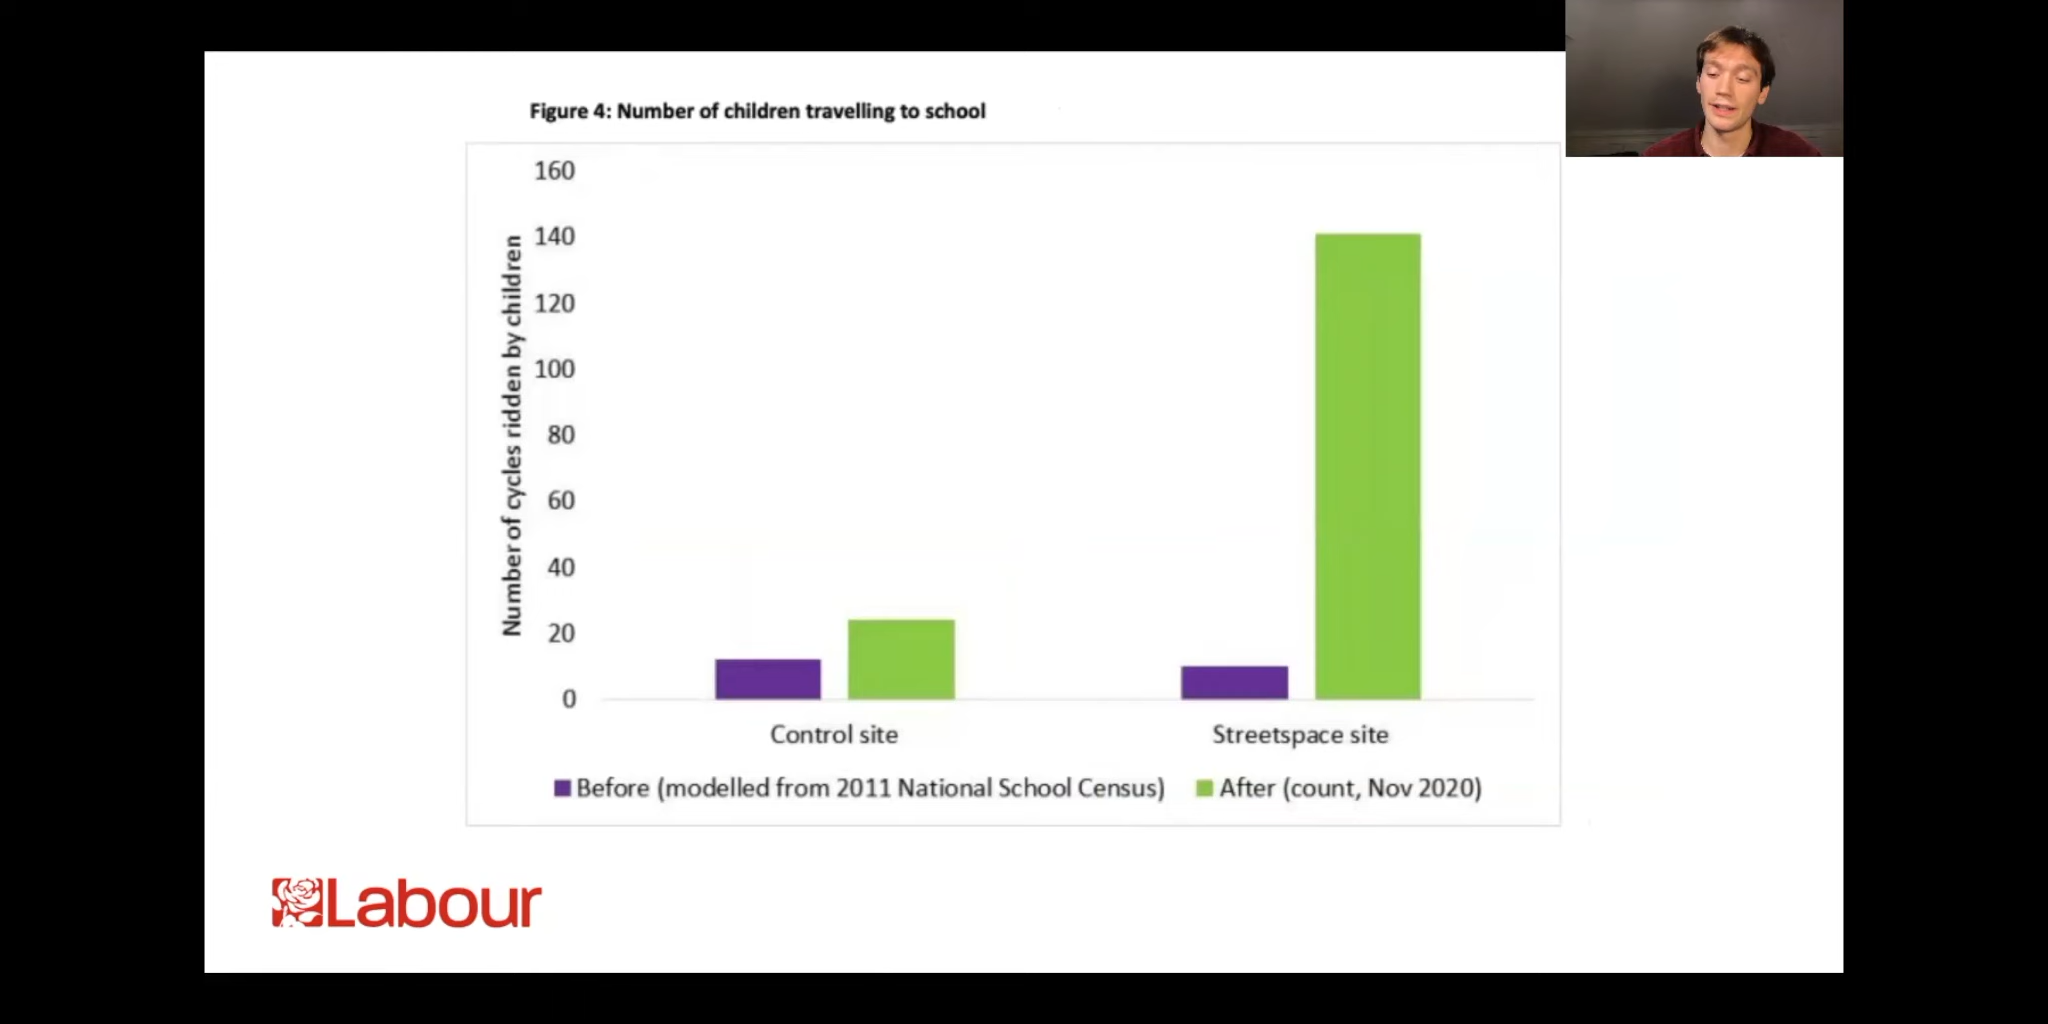 Figure 4: Number of children travelling to school
160
140
120
100
80
60
40
20
0
Number of cycles ridden by children
Control site
Streetspace site
Before (modelled from 2011 National School Census)
After (count, Nov 2020)
Labour